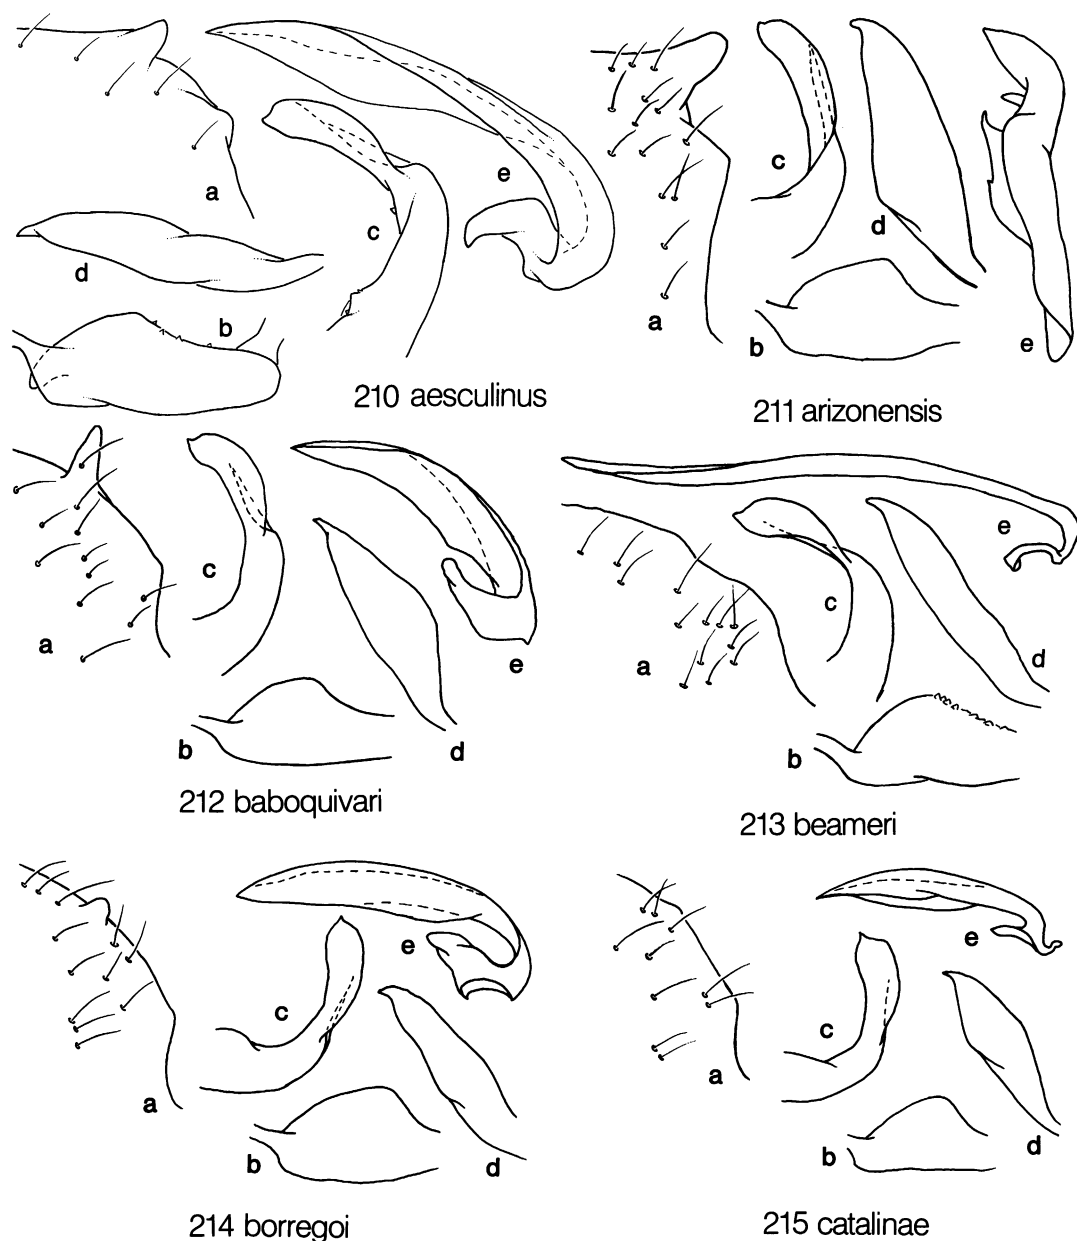 a
e
c
d
b
210 aesculinus
a
c
d
b
e
211 arizonensis
a
c
e
b
d
212 baboquivari
e
c
a
d
b
213 beameri
e
c
a
b
d
214 borregoi
e
c
a
b
d
215 catalinae